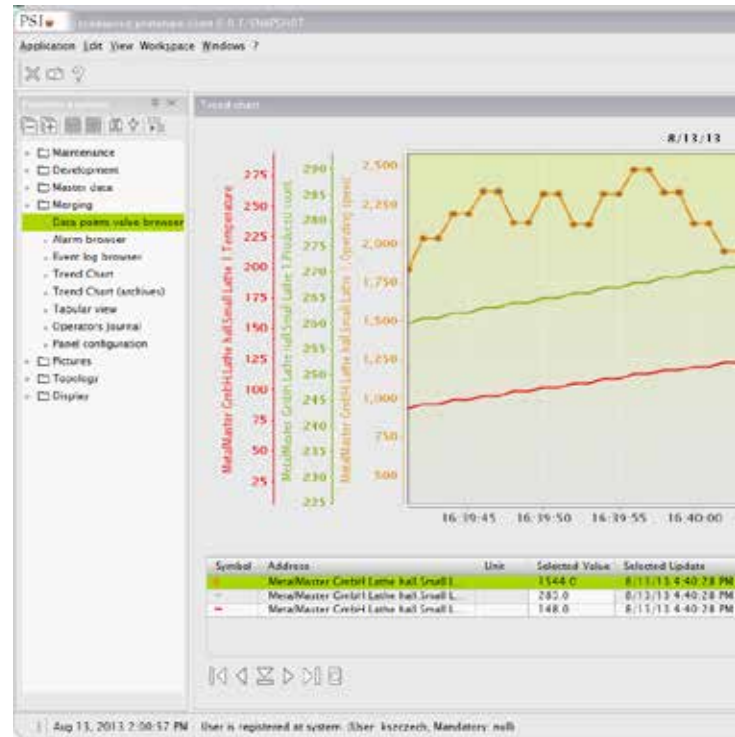 PSI
Application Edit View Workspace Windows ?
Trend chart
Maintenance
Development
Master data
Merging
Data points value browser
Alarm browser
Event log browser
Trend Chart
Trend Chart (archives)
Tabular view
Operators Journal
Panel configuration
Pictures
Topology
Display
8/13/13
MetalMaster GmbH Lathe hall.Small Lathe 1 Temperature
275
250
225
200
175
150
125
100
75
50
25
MetalMaster GmbH Lathe hall.Small Lathe 1 Produced count
290
285
280
275
270
265
260
255
250
245
240
235
230
225
MetalMaster GmbH Lathe hall.Small Lathe 1. Operating speed
2,500
2,250
2,000
1,750
1,500
1,250
1,000
750
500
16:39:45 16:39:50 16:39:55 16:40:00
Symbol Address Unit Selected Value Selected Update
MetalMaster GmbH Lathe hall.Small L... 1544.0 8/13/13 4:40:28 PM
MetalMaster GmbH Lathe hall.Small L... 283.0 8/13/13 4:40:28 PM
MetalMaster GmbH Lathe hall.Small L... 148.0 8/13/13 4:40:28 PM
Aug 13, 2013 2:00:57 PM User is registered at system. (User: kszczech, Mandatory: null)